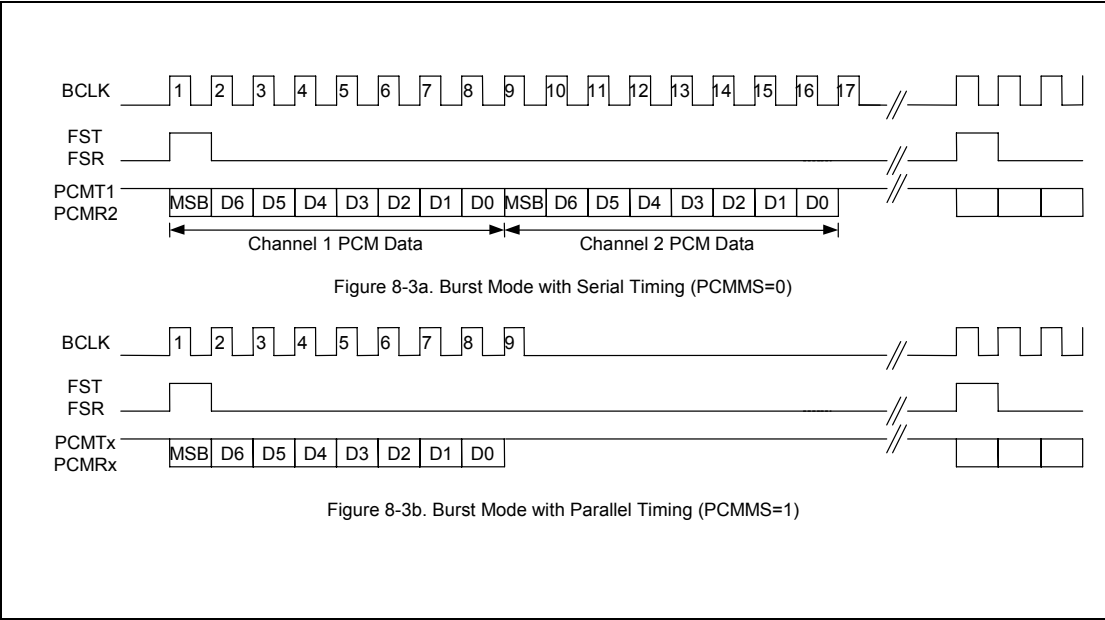 BCLK 1 2 3 4 5 6 7 8 9 10 11 12 13 14 15 16 17
FST
FSR
PCMT1
PCMR2
MSB D6 D5 D4 D3 D2 D1 D0 MSB D6 D5 D4 D3 D2 D1 D0
Channel 1 PCM Data Channel 2 PCM Data
Figure 8-3a. Burst Mode with Serial Timing (PCMMS=0)
BCLK 1 2 3 4 5 6 7 8 9
FST
FSR
PCMTx
PCMRx
MSB D6 D5 D4 D3 D2 D1 D0
Figure 8-3b. Burst Mode with Parallel Timing (PCMMS=1)